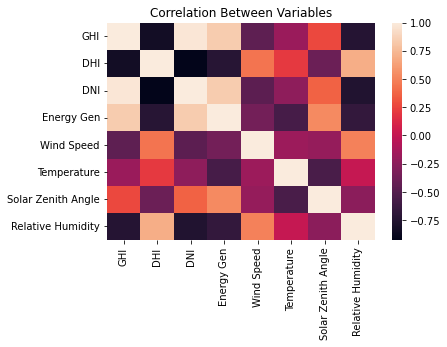 Correlation Between Variables
GHI
DHI
DNI
Energy Gen
Wind Speed
Temperature
Solar Zenith Angle
Relative Humidity
GHI
DHI
DNI
Energy Gen
Wind Speed
Temperature
Solar Zenith Angle
Relative Humidity
1.00
0.75
0.50
0.25
0.00
−0.25
−0.50
−0.75